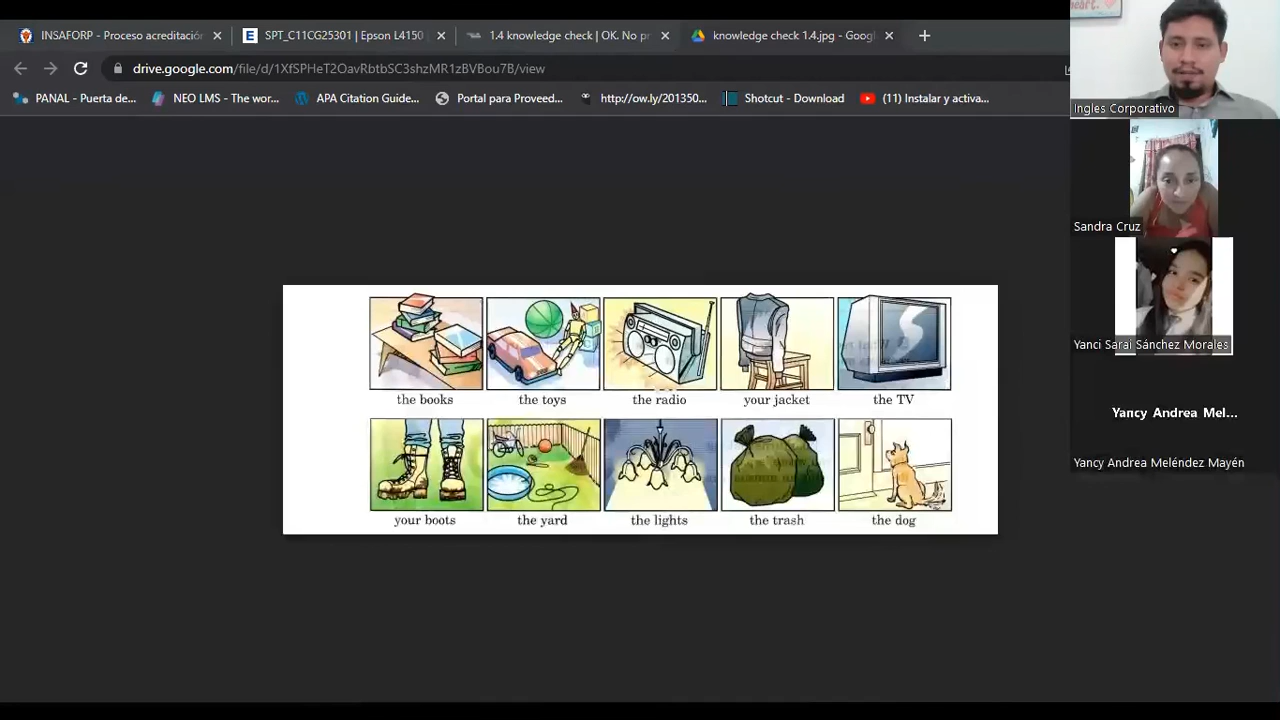 INSAFORP - Proceso acreditación
SPT_C11CG25301 | Epson L4150
1.4 knowledge check | OK. No pr
knowledge check 1.4.jpg - Googl
drive.google.com/file/d/1XfSPHeT2OavRbtbSC3shzMR1zBVBou7B/view
PANAL - Puerta de...
NEO LMS - The wor...
APA Citation Guide...
Portal para Proveed...
http://ow.ly/201350...
Shotcut - Download
(11) Instalar y activa...
Ingles Corporativo
Sandra Cruz
Yanci Sarai Sánchez Morales
Yancy Andrea Mel...
Yancy Andrea Meléndez Mayén
the books
the toys
the radio
your jacket
the TV
your boots
the yard
the lights
the trash
the dog